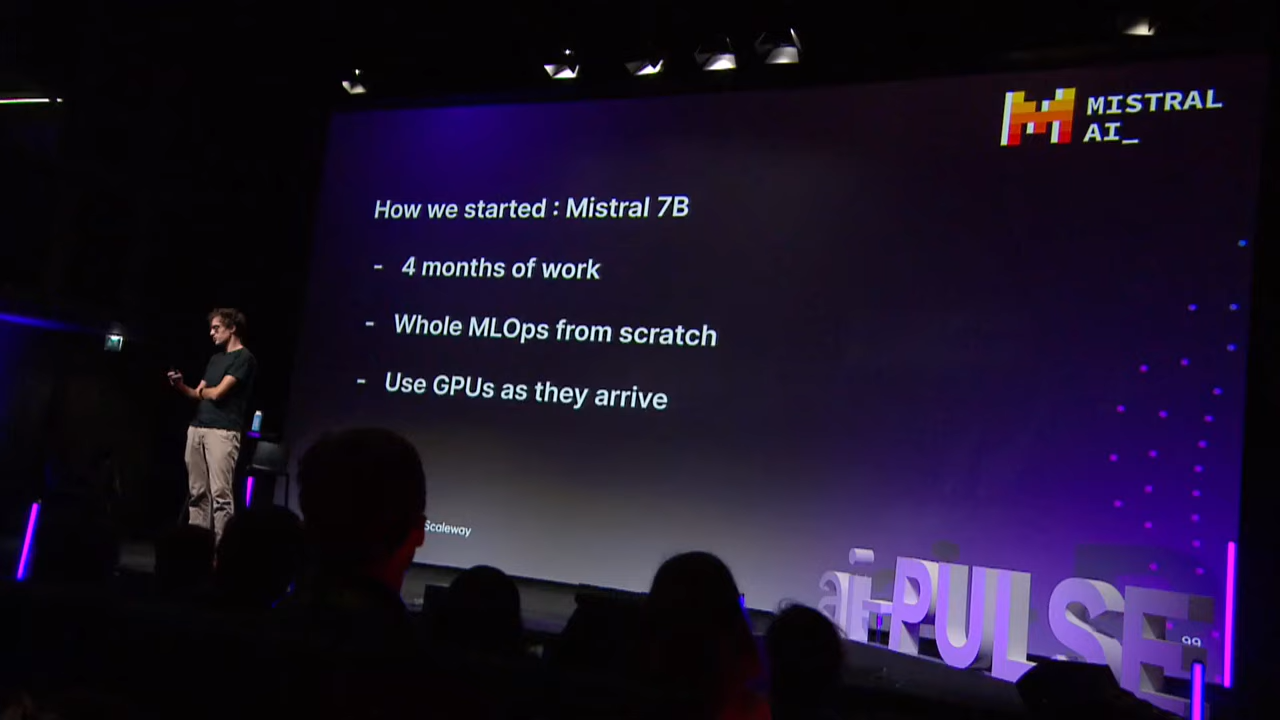 MISTRAL
AI_
How we started : Mistral 7B
- 4 months of work
- Whole MLOps from scratch
- Use GPUs as they arrive
Scaleway
ai-PULSE
99